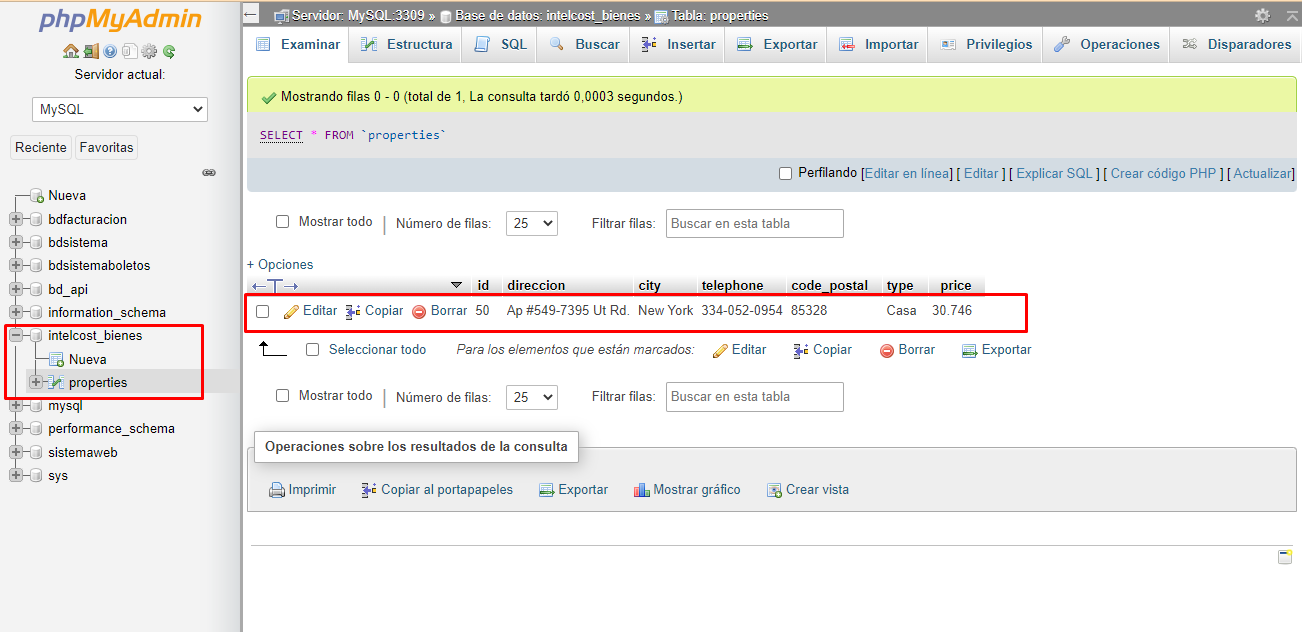 phpMyAdmin
Servidor actual:
MySQL
Reciente Favoritas
Nueva
bdfacturacion
bdsistema
bdsistemaboletos
bd_api
information_schema
intelcost_bienes
Nueva
properties
mysql
performance_schema
sistemaweb
sys
Servidor: MySQL:3309 » Base de datos: intelcost_bienes » Tabla: properties
Examinar Estructura SQL Buscar Insertar Exportar Importar Privilegios Operaciones Disparadores
Mostrando filas 0 - 0 (total de 1, La consulta tardó 0,0003 segundos.)
SELECT * FROM `properties`
Perfilando [Editar en línea] [ Editar ] [ Explicar SQL ] [ Crear código PHP ] [ Actualizar]
Mostrar todo | Número de filas: 25 Filtrar filas: Buscar en esta tabla
+ Opciones
←T→ id direccion city telephone code_postal type price
Editar Copiar Borrar 50 Ap #549-7395 Ut Rd. New York 334-052-0954 85328 Casa 30.746
Seleccionar todo Para los elementos que están marcados: Editar Copiar Borrar Exportar
Mostrar todo | Número de filas: 25 Filtrar filas: Buscar en esta tabla
Operaciones sobre los resultados de la consulta
Imprimir Copiar al portapapeles Exportar Mostrar gráfico Crear vista